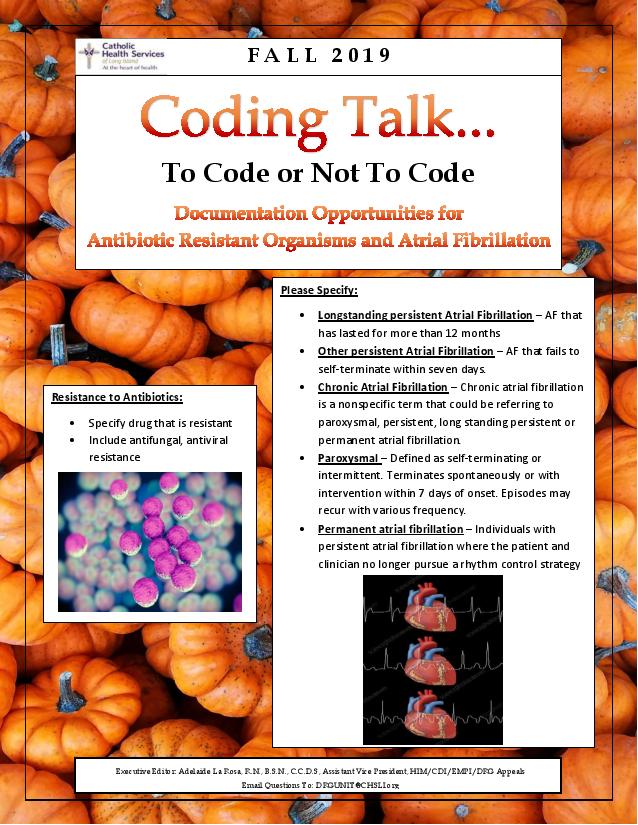 Catholic
Health Services
of Long Island
At the heart of health
FALL 2019
Coding Talk...
To Code or Not To Code
Documentation Opportunities for
Antibiotic Resistant Organisms and Atrial Fibrillation
Please Specify:
• Longstanding persistent Atrial Fibrillation – AF that
has lasted for more than 12 months
• Other persistent Atrial Fibrillation – AF that fails to
self-terminate within seven days.
• Chronic Atrial Fibrillation – Chronic atrial fibrillation
is a nonspecific term that could be referring to
paroxysmal, persistent, long standing persistent or
permanent atrial fibrillation.
• Paroxysmal – Defined as self-terminating or
intermittent. Terminates spontaneously or with
intervention within 7 days of onset. Episodes may
recur with various frequency.
• Permanent atrial fibrillation – Individuals with
persistent atrial fibrillation where the patient and
clinician no longer pursue a rhythm control strategy
Resistance to Antibiotics:
• Specify drug that is resistant
• Include antifungal, antiviral
resistance
Executive Editor: Adelaide La Rosa, R.N., B.S.N., C.C.D.S., Assistant Vice President, HIM/CDI/EMPI/DRG Appeals
Email Questions To: DRGUNIT@CHSLI.org